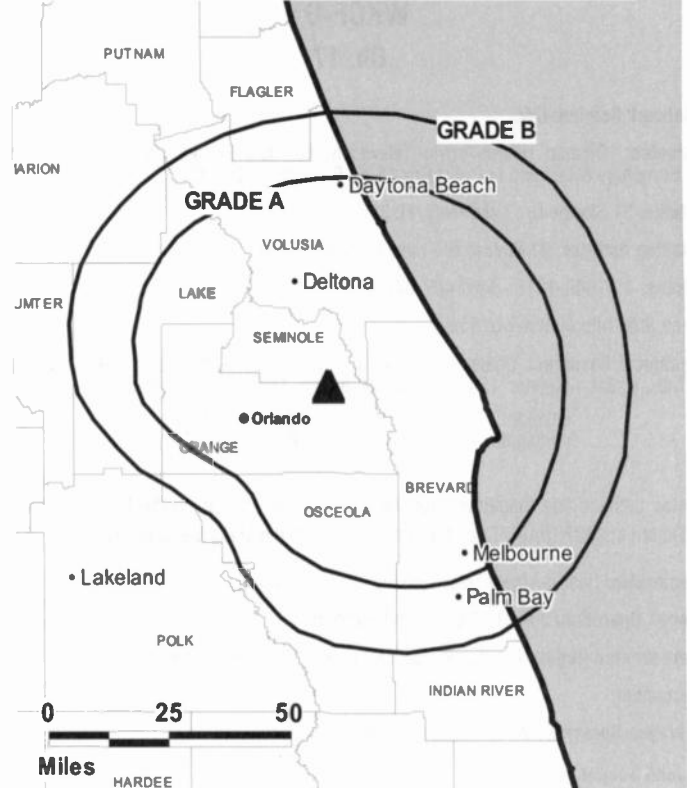 PUTNAM
FLAGLER
GRADE B
ARION
Daytona Beach
GRADE A
VOLUSIA
Deltona
LAKE
UMTER
SEMINOLE
Orlando
ORANGE
BREVARD
OSCEOLA
Melbourne
Lakeland
Palm Bay
POLK
INDIAN RIVER
0 25 50
Miles
HARDEE